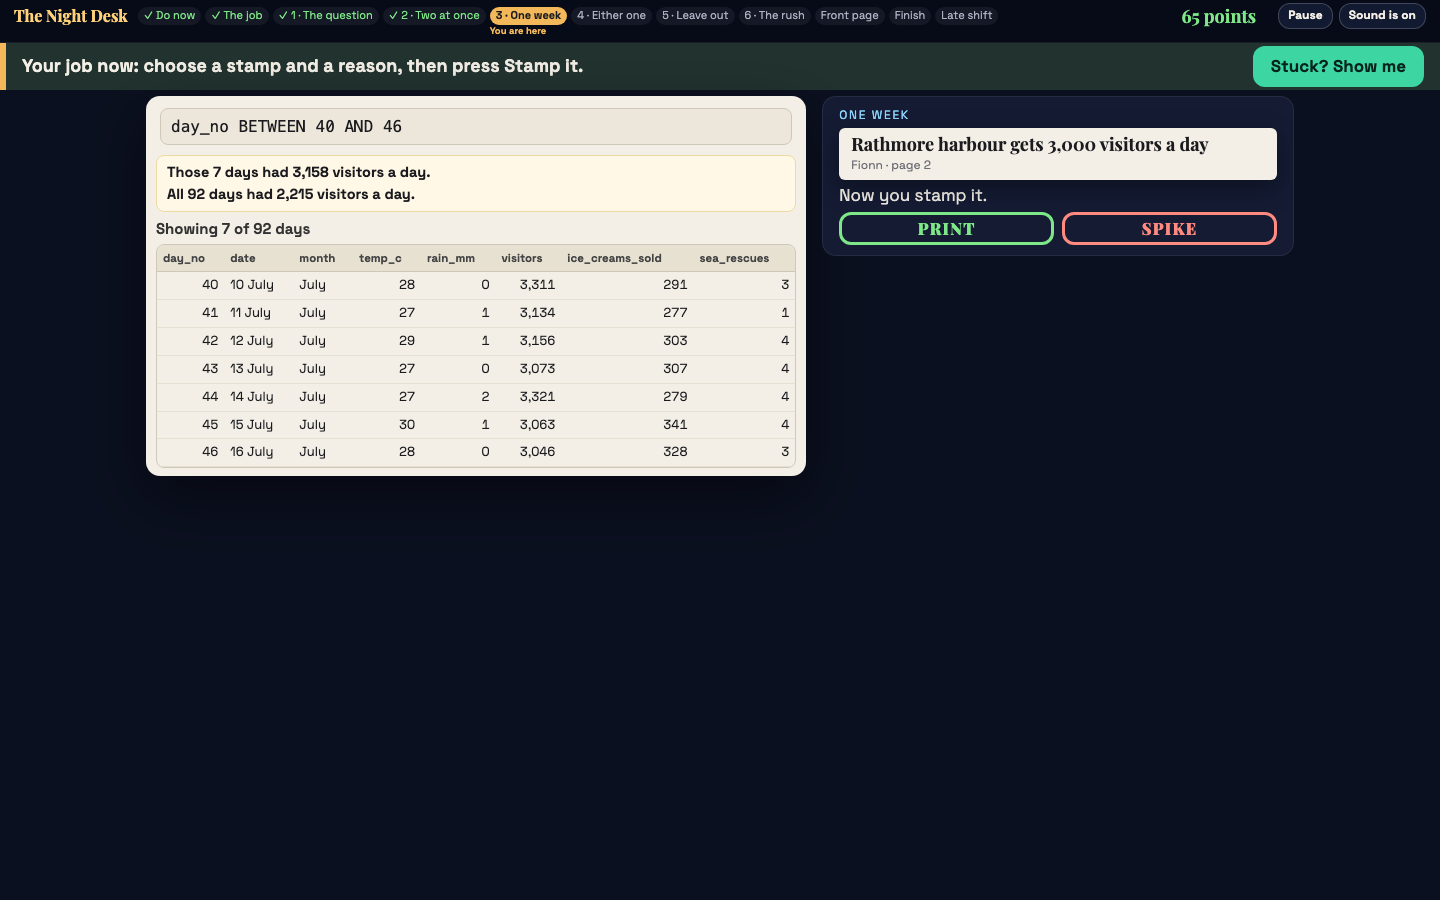 The Night Desk
✓ Do now
✓ The job
✓ 1 · The question
✓ 2 · Two at once
3 · One week
4 · Either one
5 · Leave out
6 · The rush
Front page
Finish
Late shift
You are here
65 points
Pause
Sound is on
Your job now: choose a stamp and a reason, then press Stamp it.
Stuck? Show me
day_no BETWEEN 40 AND 46
Those 7 days had 3,158 visitors a day.
All 92 days had 2,215 visitors a day.
Showing 7 of 92 days
day_no date month temp_c rain_mm visitors ice_creams_sold sea_rescues
40 10 July July 28 0 3,311 291 3
41 11 July July 27 1 3,134 277 1
42 12 July July 29 1 3,156 303 4
43 13 July July 27 0 3,073 307 4
44 14 July July 27 2 3,321 279 4
45 15 July July 30 1 3,063 341 4
46 16 July July 28 0 3,046 328 3
ONE WEEK
Rathmore harbour gets 3,000 visitors a day
Fionn · page 2
Now you stamp it.
PRINT
SPIKE